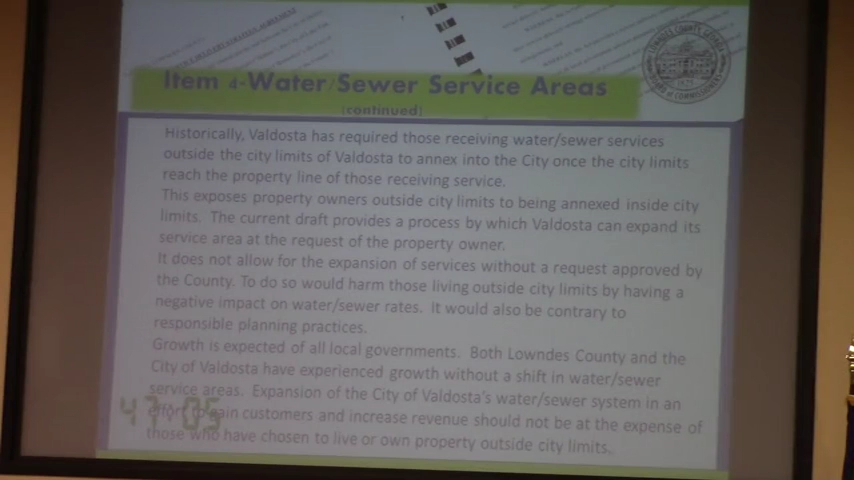 Item 4-Water/Sewer Service Areas
(continued)
LOWNDES COUNTY, GEORGIA
BOARD OF COMMISSIONERS
Historically, Valdosta has required those receiving water/sewer services
outside the city limits of Valdosta to annex into the City once the city limits
reach the property line of those receiving service.
This exposes property owners outside city limits to being annexed inside city
limits. The current draft provides a process by which Valdosta can expand its
service area at the request of the property owner.
It does not allow for the expansion of services without a request approved by
the County. To do so would harm those living outside city limits by having a
negative impact on water/sewer rates. It would also be contrary to
responsible planning practices.
Growth is expected of all local governments. Both Lowndes County and the
City of Valdosta have experienced growth without a shift in water/sewer
service areas. Expansion of the City of Valdosta's water/sewer system in an
effort to gain customers and increase revenue should not be at the expense of
those who have chosen to live or own property outside city limits.
47:05